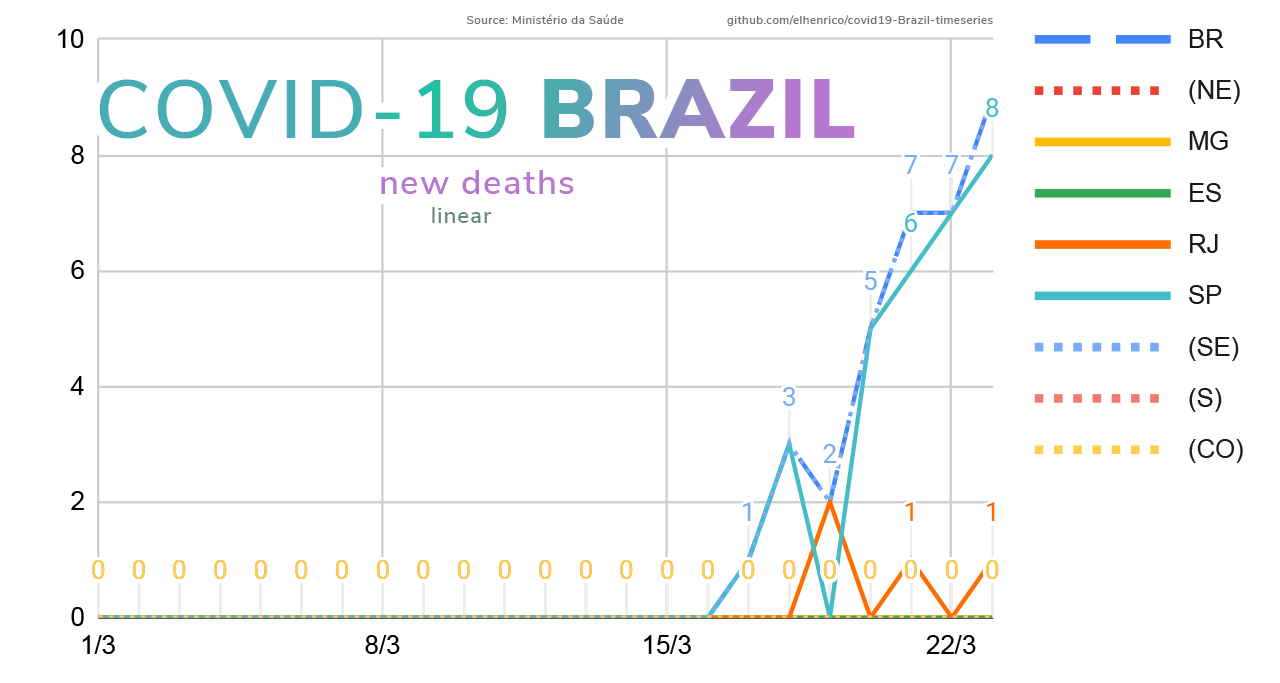 Source: Ministério da Saúde
github.com/elhenrico/covid19-Brazil-timeseries
COVID-19 BRAZIL
new deaths
linear
10
8
6
4
2
0
8
7 7
6
5
3
2
1 1 1
0 0 0 0 0 0 0 0 0 0 0 0 0 0 0 0 0 0 0 0 0 0 0
1/3 8/3 15/3 22/3
BR
(NE)
MG
ES
RJ
SP
(SE)
(S)
(CO)